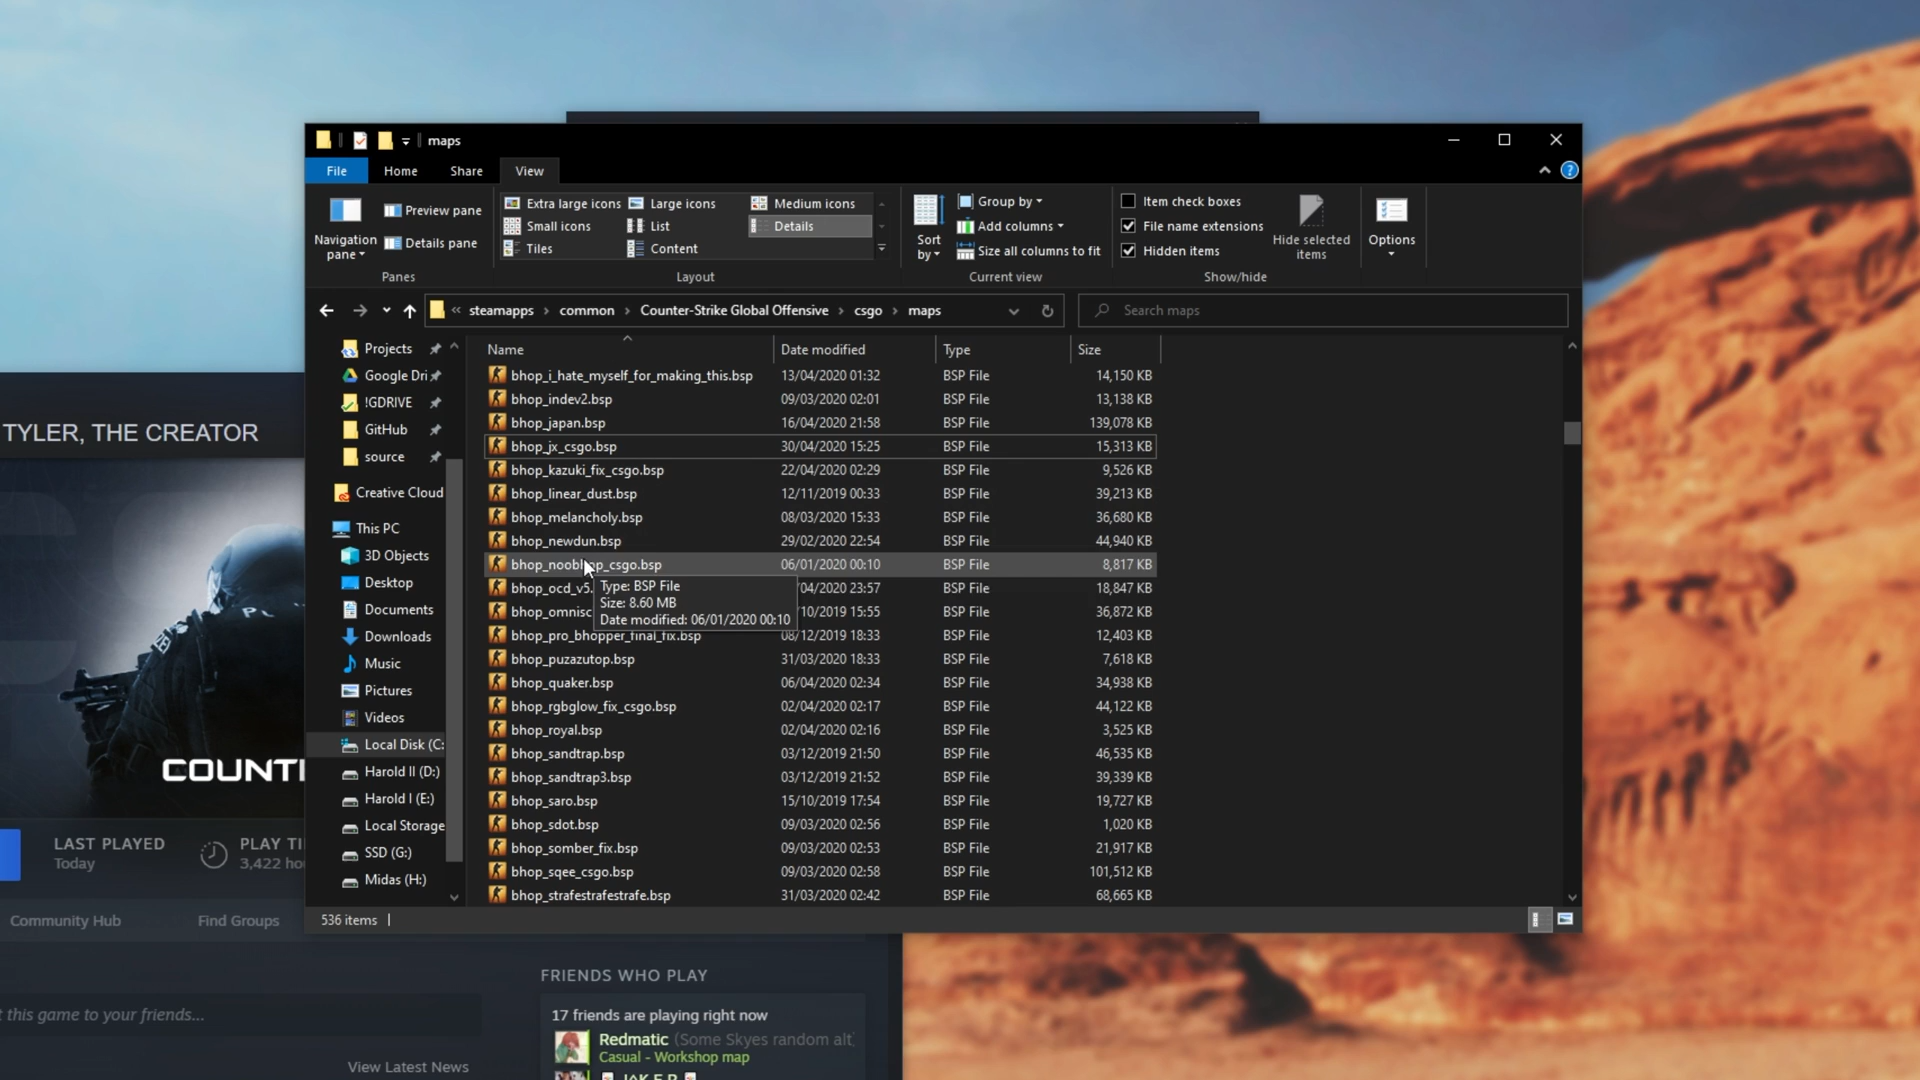 maps
File Home Share View
Navigation pane
Preview pane
Details pane
Panes
Extra large icons Large icons Medium icons
Small icons List Details
Tiles Content
Layout
Sort by
Group by
Add columns
Size all columns to fit
Current view
Item check boxes
File name extensions
Hidden items
Hide selected items
Show/hide
Options
« steamapps › common › Counter-Strike Global Offensive › csgo › maps
Search maps
Projects
Google Dri
!GDRIVE
GitHub
source
Creative Cloud
This PC
3D Objects
Desktop
Documents
Downloads
Music
Pictures
Videos
Local Disk (C:
Harold II (D:)
Harold I (E:)
Local Storage
SSD (G:)
Midas (H:)
Name Date modified Type Size
bhop_i_hate_myself_for_making_this.bsp 13/04/2020 01:32 BSP File 14,150 KB
bhop_indev2.bsp 09/03/2020 02:01 BSP File 13,138 KB
bhop_japan.bsp 16/04/2020 21:58 BSP File 139,078 KB
bhop_jx_csgo.bsp 30/04/2020 15:25 BSP File 15,313 KB
bhop_kazuki_fix_csgo.bsp 22/04/2020 02:29 BSP File 9,526 KB
bhop_linear_dust.bsp 12/11/2019 00:33 BSP File 39,213 KB
bhop_melancholy.bsp 08/03/2020 15:33 BSP File 36,680 KB
bhop_newdun.bsp 29/02/2020 22:54 BSP File 44,940 KB
bhop_noobhop_csgo.bsp 06/01/2020 00:10 BSP File 8,817 KB
bhop_ocd_v5. /04/2020 23:57 BSP File 18,847 KB
bhop_omnisc /10/2019 15:55 BSP File 36,872 KB
bhop_pro_bhopper_final_fix.bsp 08/12/2019 18:33 BSP File 12,403 KB
bhop_puzazutop.bsp 31/03/2020 18:33 BSP File 7,618 KB
bhop_quaker.bsp 06/04/2020 02:34 BSP File 34,938 KB
bhop_rgbglow_fix_csgo.bsp 02/04/2020 02:17 BSP File 44,122 KB
bhop_royal.bsp 02/04/2020 02:16 BSP File 3,525 KB
bhop_sandtrap.bsp 03/12/2019 21:50 BSP File 46,535 KB
bhop_sandtrap3.bsp 03/12/2019 21:52 BSP File 39,339 KB
bhop_saro.bsp 15/10/2019 17:54 BSP File 19,727 KB
bhop_sdot.bsp 09/03/2020 02:56 BSP File 1,020 KB
bhop_somber_fix.bsp 09/03/2020 02:53 BSP File 21,917 KB
bhop_sqee_csgo.bsp 09/03/2020 02:58 BSP File 101,512 KB
bhop_strafestrafestrafe.bsp 31/03/2020 02:42 BSP File 68,665 KB
Type: BSP File
Size: 8.60 MB
Date modified: 06/01/2020 00:10
536 items
TYLER, THE CREATOR
COUNT
LAST PLAYED
Today
PLAY TI
3,422 ho
Community Hub Find Groups
t this game to your friends...
View Latest News
FRIENDS WHO PLAY
17 friends are playing right now
Redmatic (Some Skyes random alt)
Casual - Workshop map